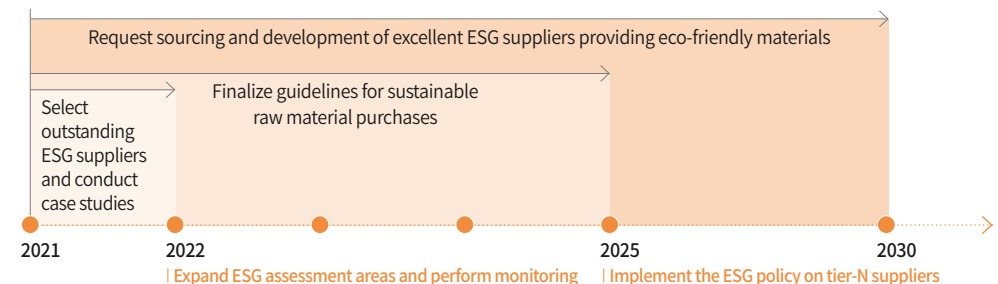 Request sourcing and development of excellent ESG suppliers providing eco-friendly materials
Finalize guidelines for sustainable
raw material purchases
Select
outstanding
ESG suppliers
and conduct
case studies
2021
2022
2025
2030
Expand ESG assessment areas and perform monitoring
Implement the ESG policy on tier-N suppliers